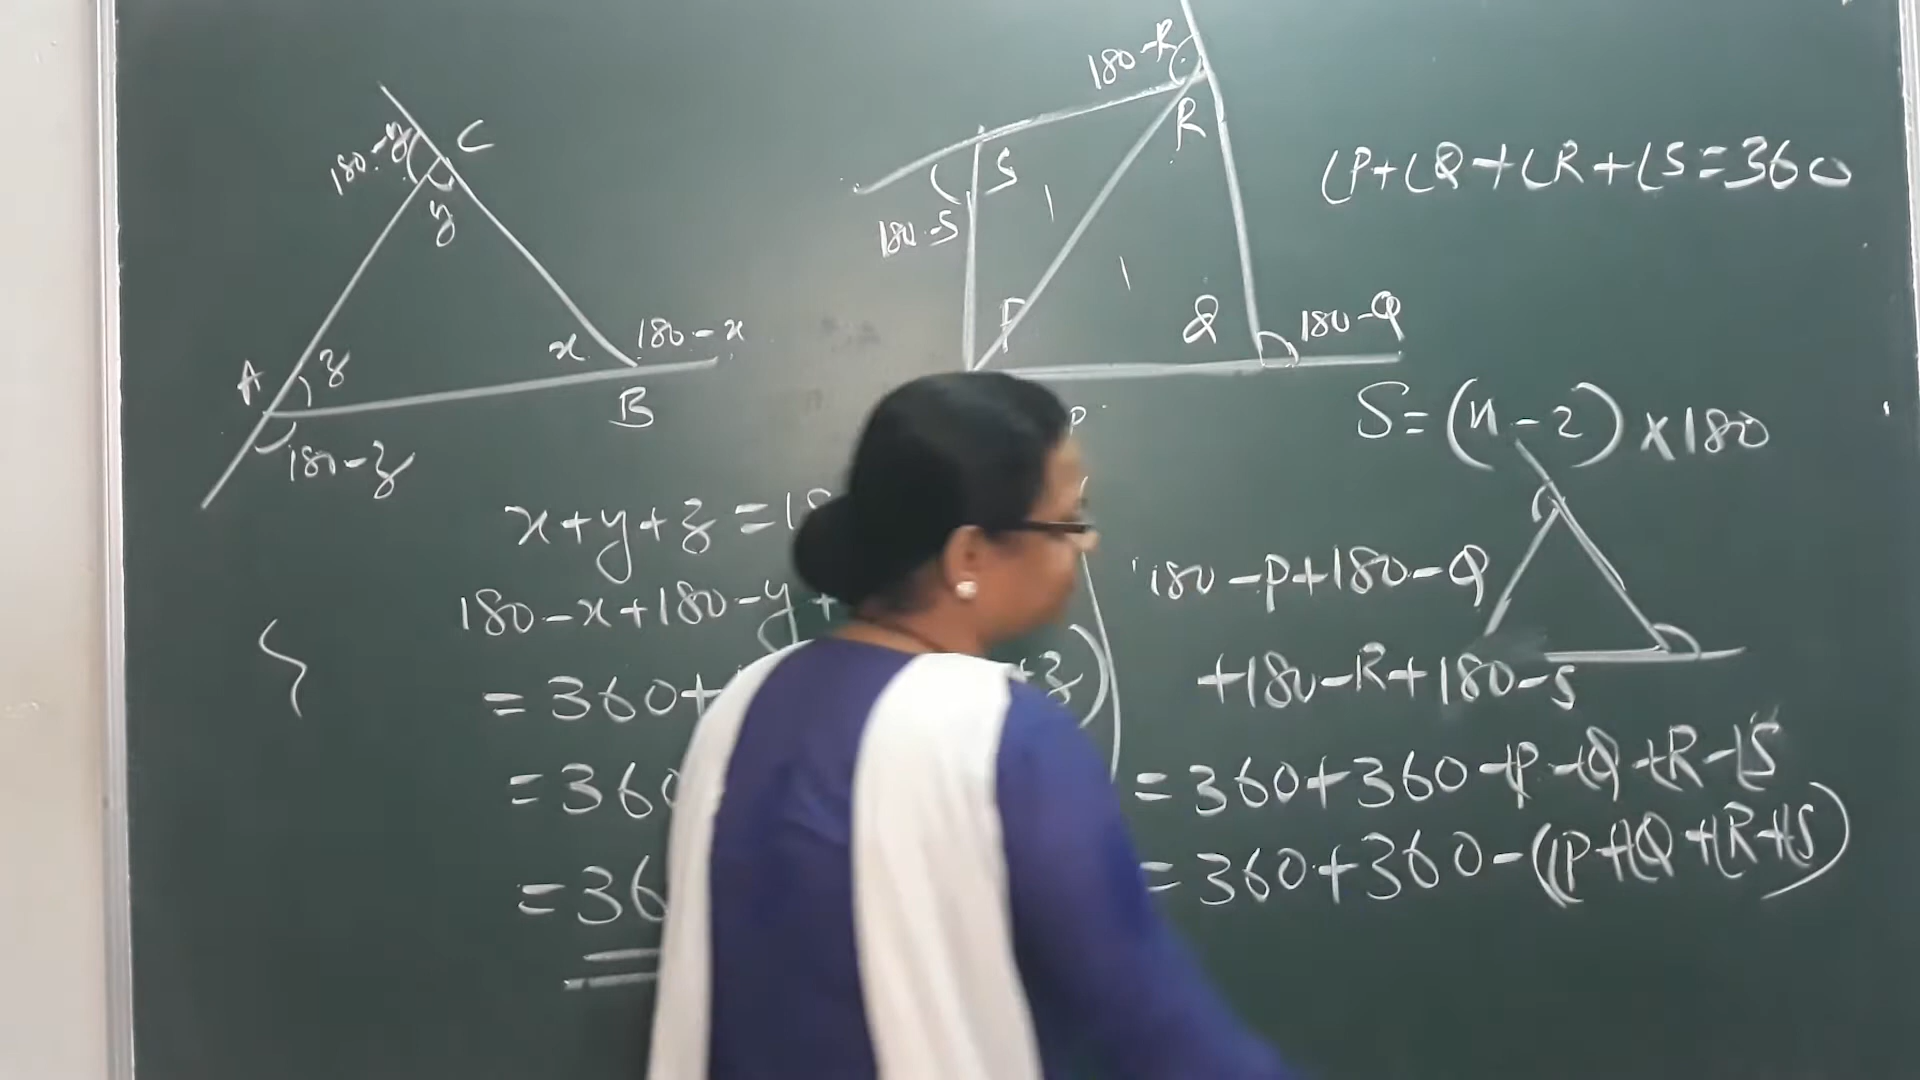 C
180-y
y
A
z
x
180-x
B
180-z
x+y+z=18
180-x+180-y+
=360+
+z)
=360
=36
180-R
R
S
180-S
P
Q
180-Q
P
∠P+∠Q+∠R+∠S=360
S=(n-2)×180
180-P+180-Q
+180-R+180-S
=360+360-∠P-∠Q-∠R-∠S
=360+360-(∠P+∠Q+∠R+∠S)